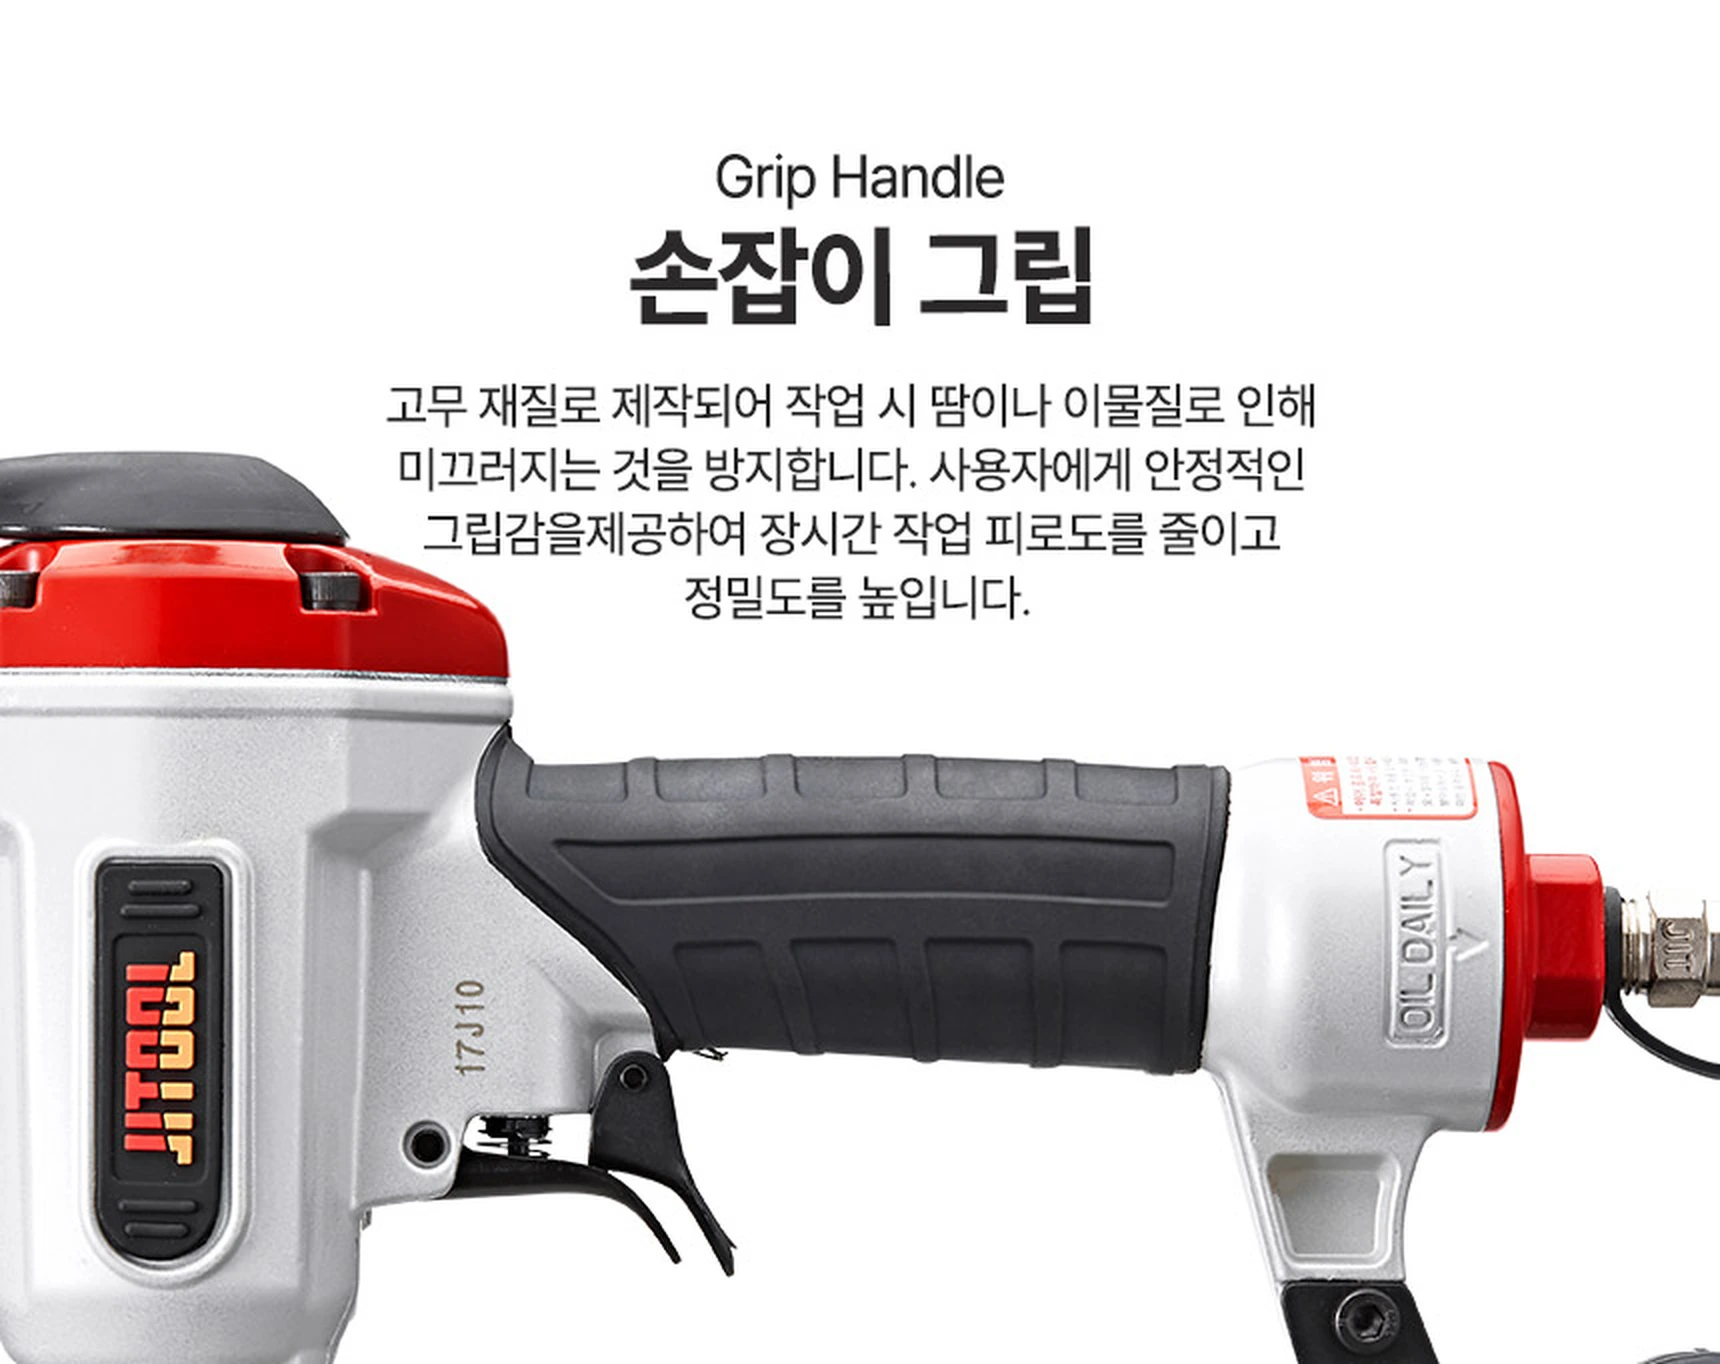 Grip Handle
손잡이 그립
고무 재질로 제작되어 작업 시 땀이나 이물질로 인해
미끄러지는 것을 방지합니다. 사용자에게 안정적인
그립감을제공하여 장시간 작업 피로도를 줄이고
정밀도를 높입니다.
JITOOL
17J10
OIL DAILY
JIT